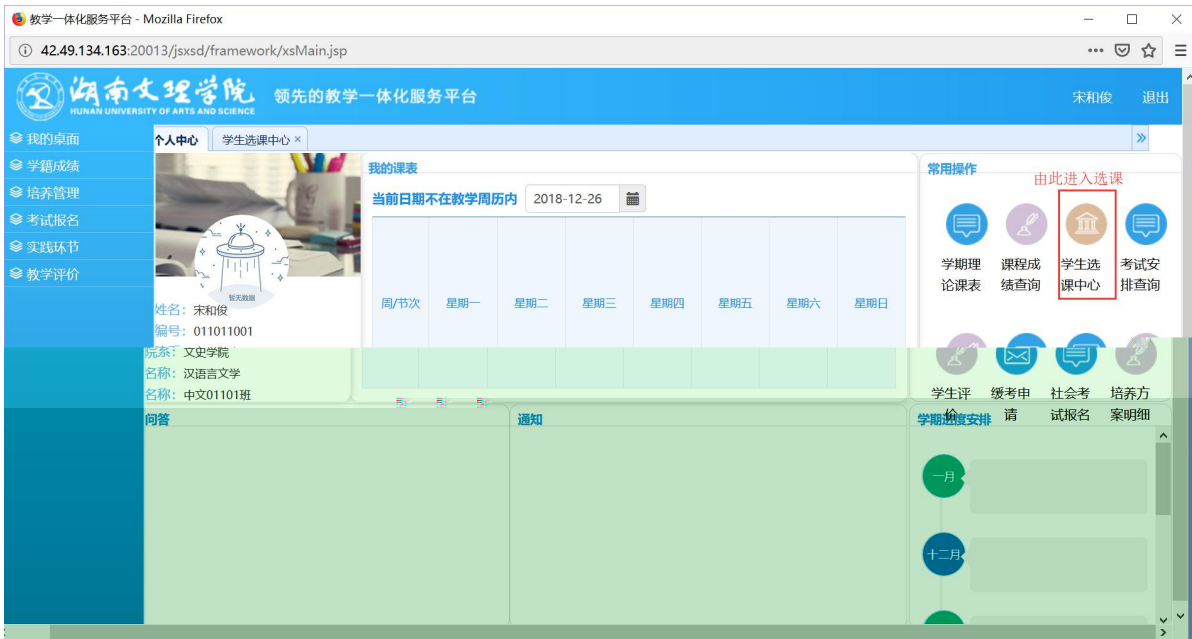 教学一体化服务平台 - Mozilla Firefox
42.49.134.163:20013/jsxsd/framework/xsMain.jsp
湖南文理学院
HUNAN UNIVERSITY OF ARTS AND SCIENCE
领先的教学一体化服务平台
宋和俊 退出
我的桌面
学籍成绩
培养管理
考试报名
实践环节
教学评价
个人中心 学生选课中心 ×
暂无数据
姓名：宋和俊
编号：011011001
院系：文史学院
名称：汉语言文学
名称：中文01101班
我的课表
当前日期不在教学周历内 2018-12-26
周/节次 星期一 星期二 星期三 星期四 星期五 星期六 星期日
常用操作
由此进入选课
学期理论课表
课程成绩查询
学生选课中心
考试安排查询
学生评价
缓考申请
社会考试报名
培养方案明细
问答
通知
学期进度安排
一月
十二月